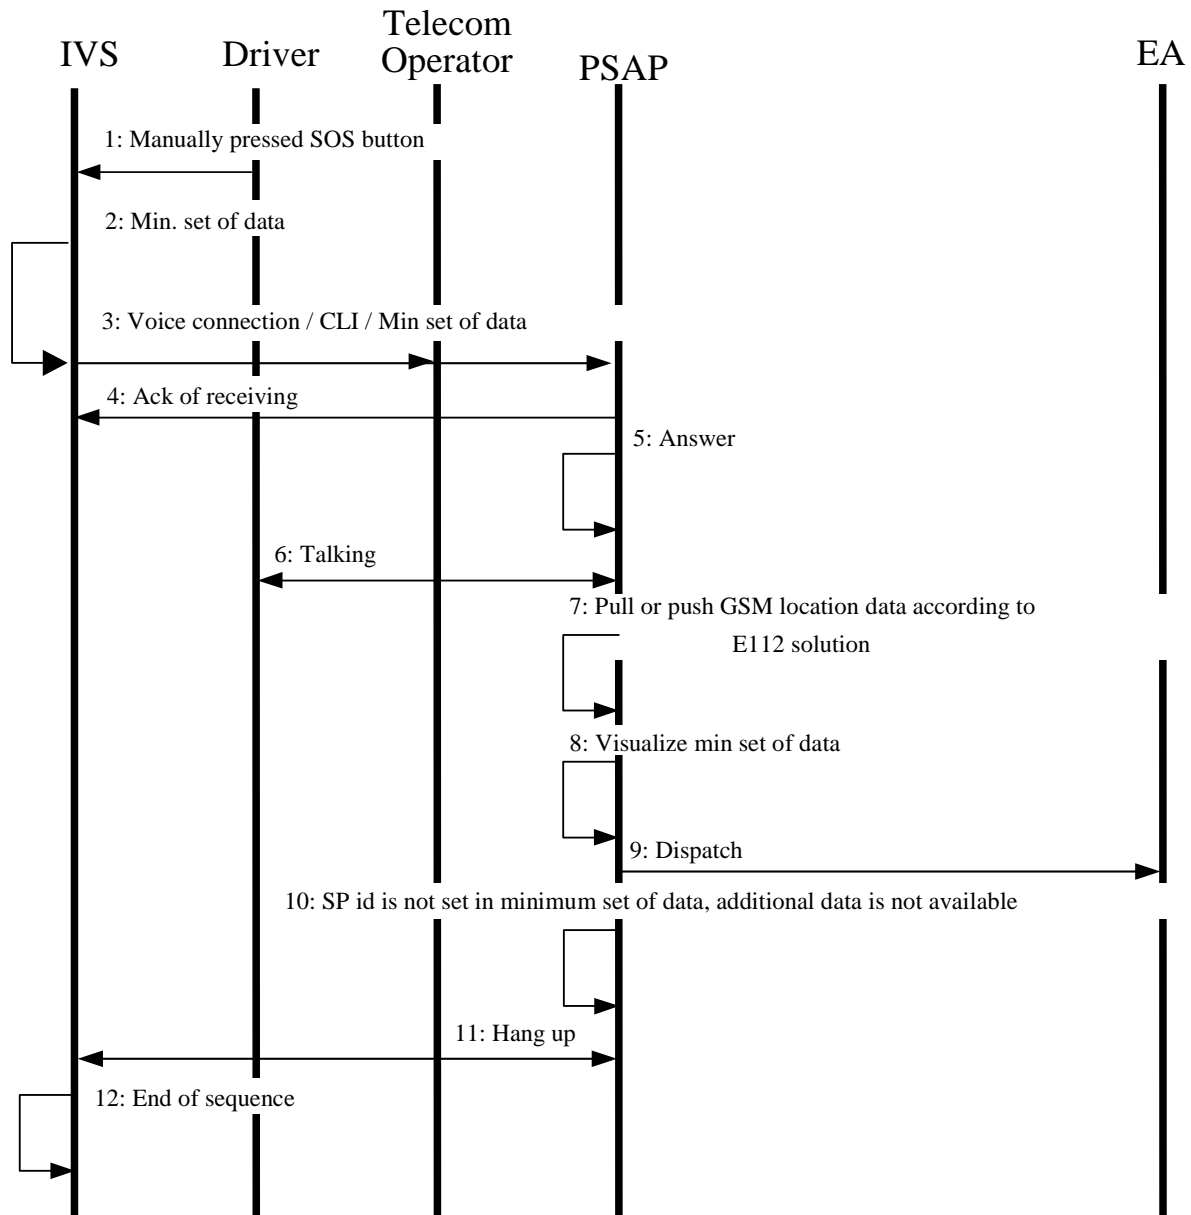 IVS
Driver
Telecom
Operator
PSAP
EA
1: Manually pressed SOS button
2: Min. set of data
3: Voice connection / CLI / Min set of data
4: Ack of receiving
5: Answer
6: Talking
7: Pull or push GSM location data according to
E112 solution
8: Visualize min set of data
9: Dispatch
10: SP id is not set in minimum set of data, additional data is not available
11: Hang up
12: End of sequence